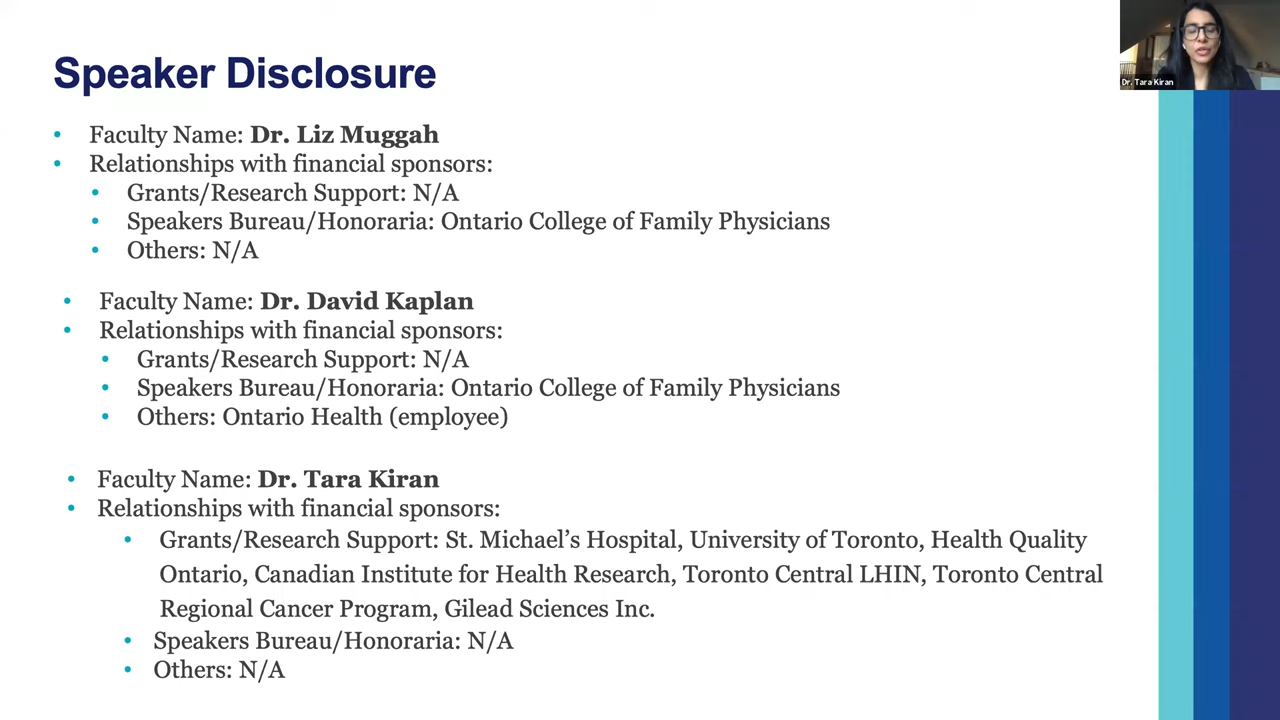 Speaker Disclosure
Dr. Tara Kiran
• Faculty Name: Dr. Liz Muggah
• Relationships with financial sponsors:
• Grants/Research Support: N/A
• Speakers Bureau/Honoraria: Ontario College of Family Physicians
• Others: N/A
• Faculty Name: Dr. David Kaplan
• Relationships with financial sponsors:
• Grants/Research Support: N/A
• Speakers Bureau/Honoraria: Ontario College of Family Physicians
• Others: Ontario Health (employee)
• Faculty Name: Dr. Tara Kiran
• Relationships with financial sponsors:
• Grants/Research Support: St. Michael’s Hospital, University of Toronto, Health Quality
Ontario, Canadian Institute for Health Research, Toronto Central LHIN, Toronto Central
Regional Cancer Program, Gilead Sciences Inc.
• Speakers Bureau/Honoraria: N/A
• Others: N/A